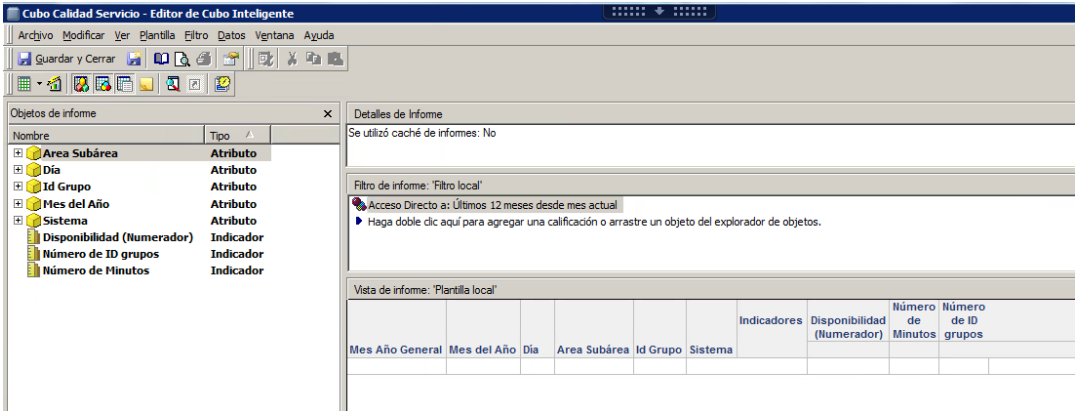 Cubo Calidad Servicio - Editor de Cubo Inteligente
Archivo Modificar Ver Plantilla Filtro Datos Ventana Ayuda
Guardar y Cerrar
Objetos de informe
Nombre Tipo
Area Subárea Atributo
Día Atributo
Id Grupo Atributo
Mes del Año Atributo
Sistema Atributo
Disponibilidad (Numerador) Indicador
Número de ID grupos Indicador
Número de Minutos Indicador
Detalles de Informe
Se utilizó caché de informes: No
Filtro de informe: 'Filtro local'
Acceso Directo a: Últimos 12 meses desde mes actual
Haga doble clic aquí para agregar una calificación o arrastre un objeto del explorador de objetos.
Vista de informe: 'Plantilla local'
Número Número
Indicadores Disponibilidad de de ID
(Numerador) Minutos grupos
Mes Año General Mes del Año Día Area Subárea Id Grupo Sistema